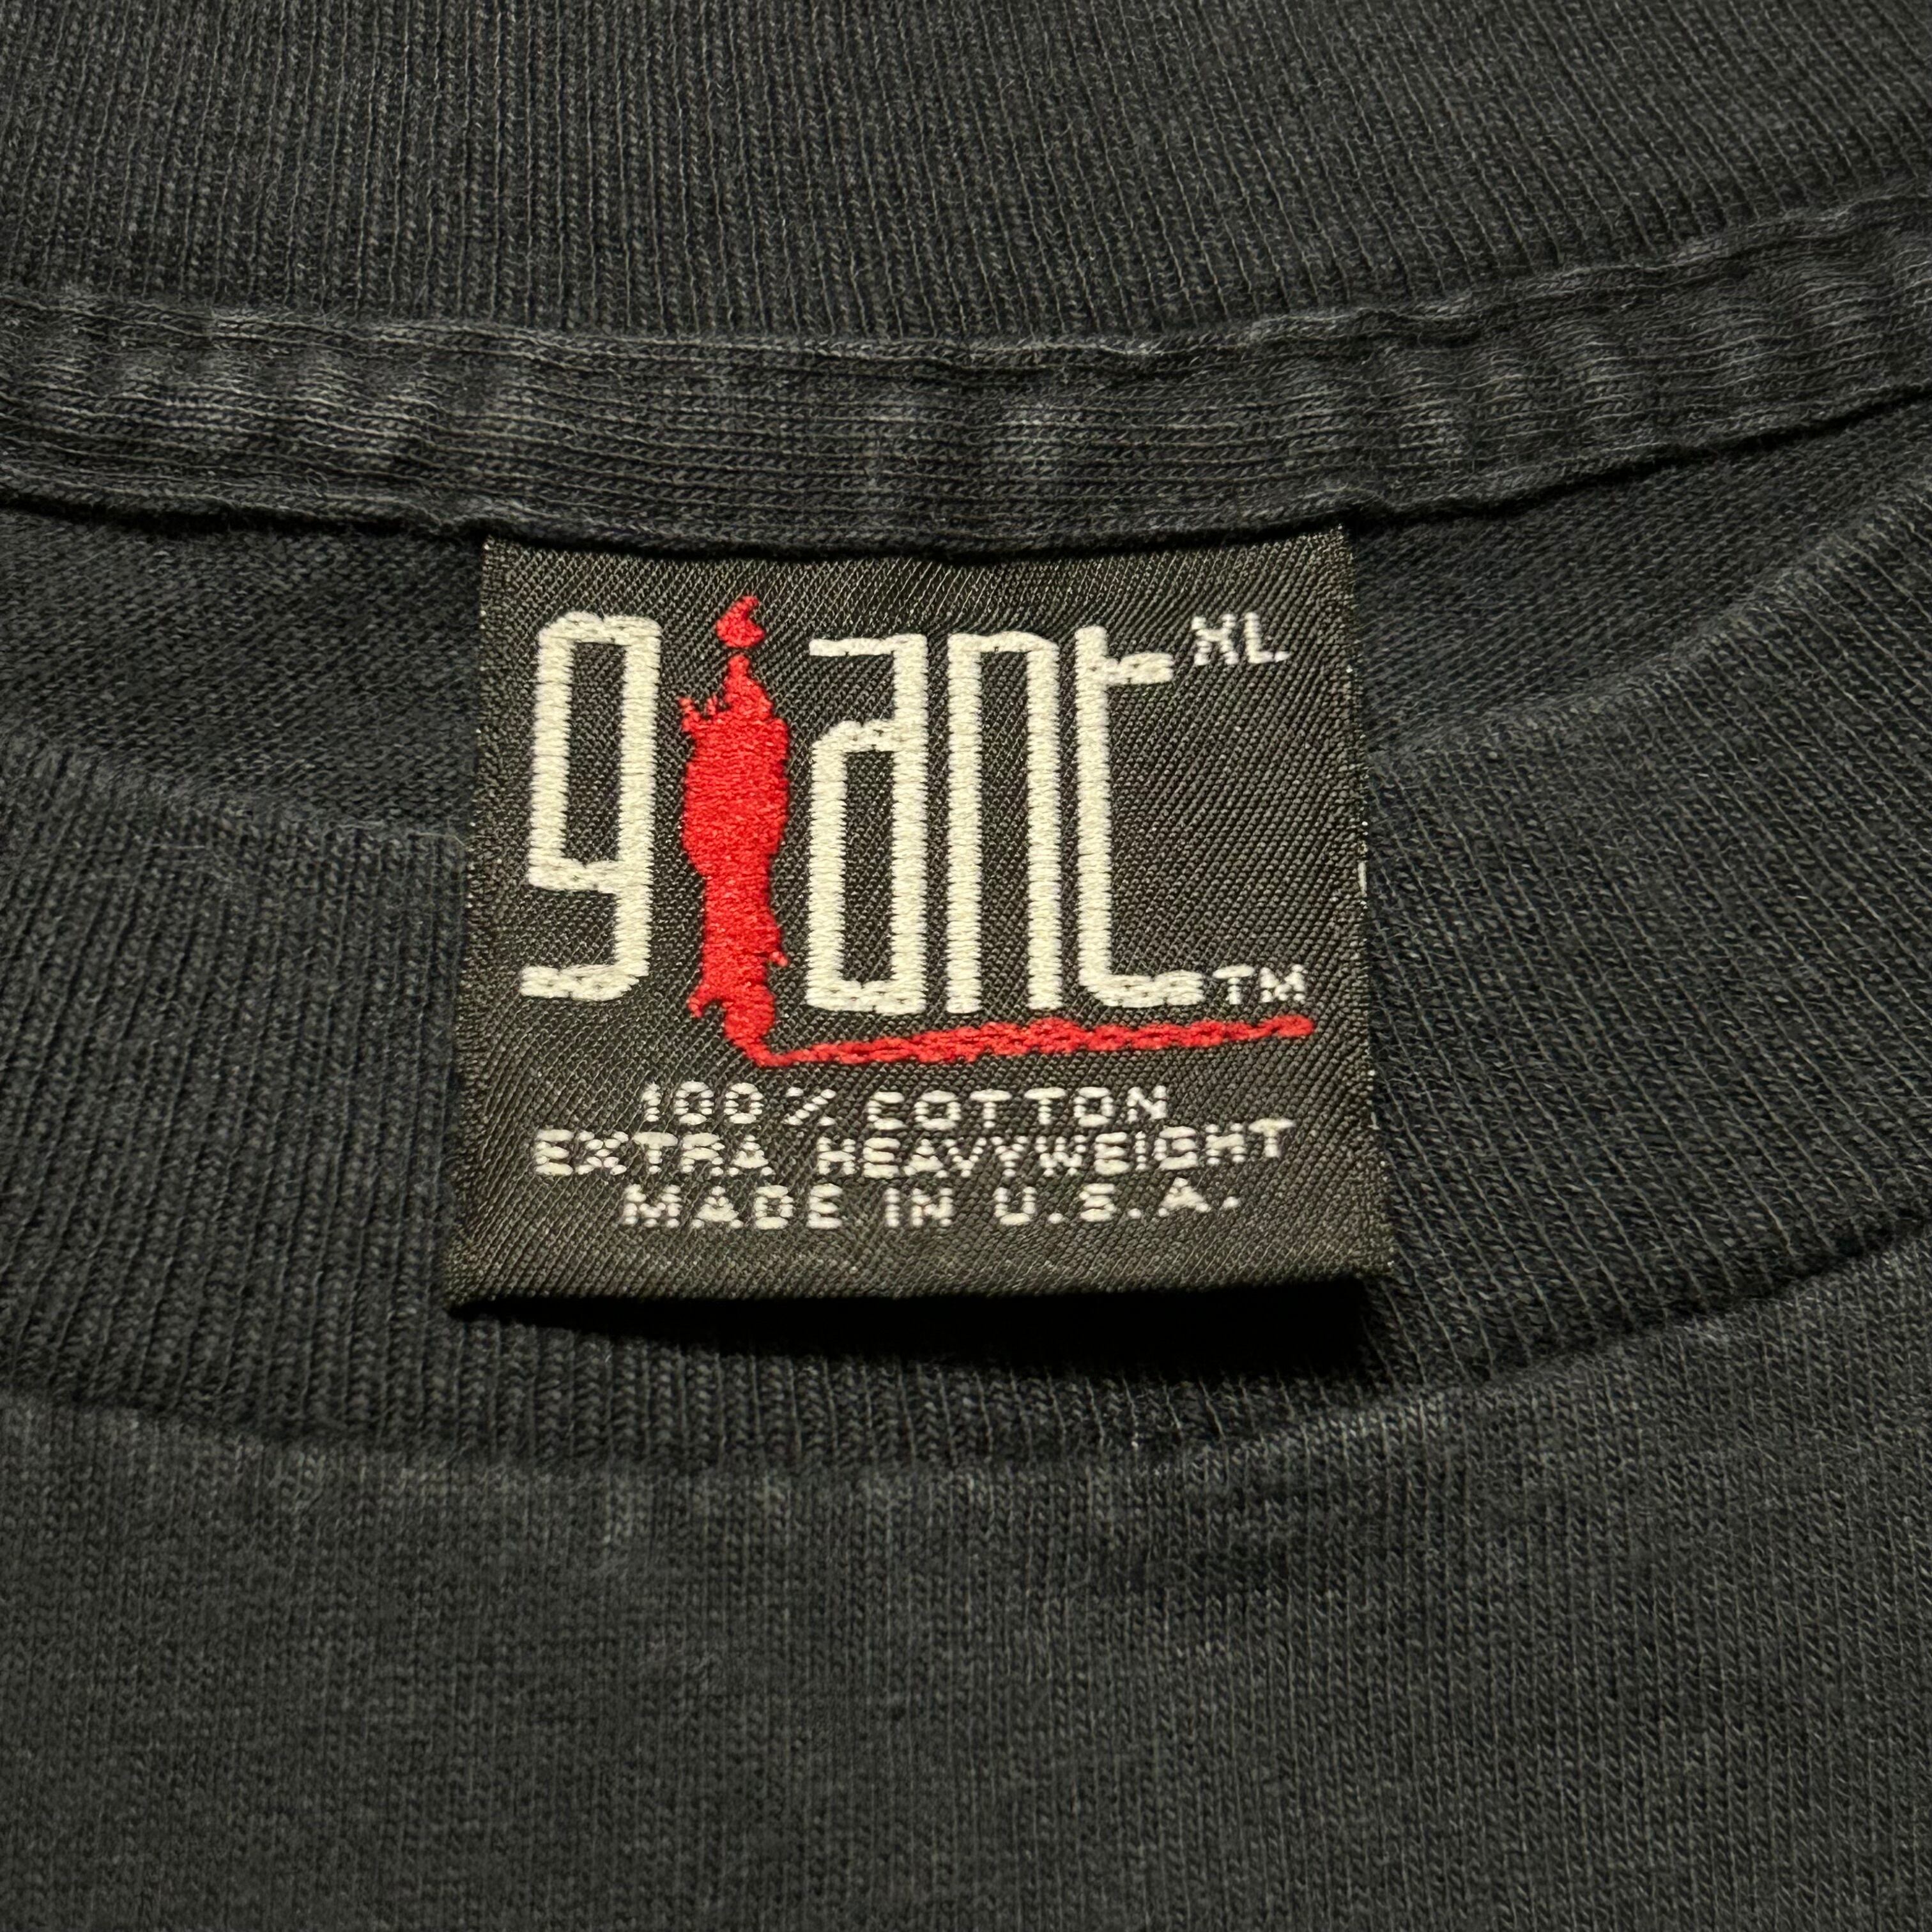 giant XL
TM
100% COTTON
EXTRA HEAVYWEIGHT
MADE IN U.S.A.